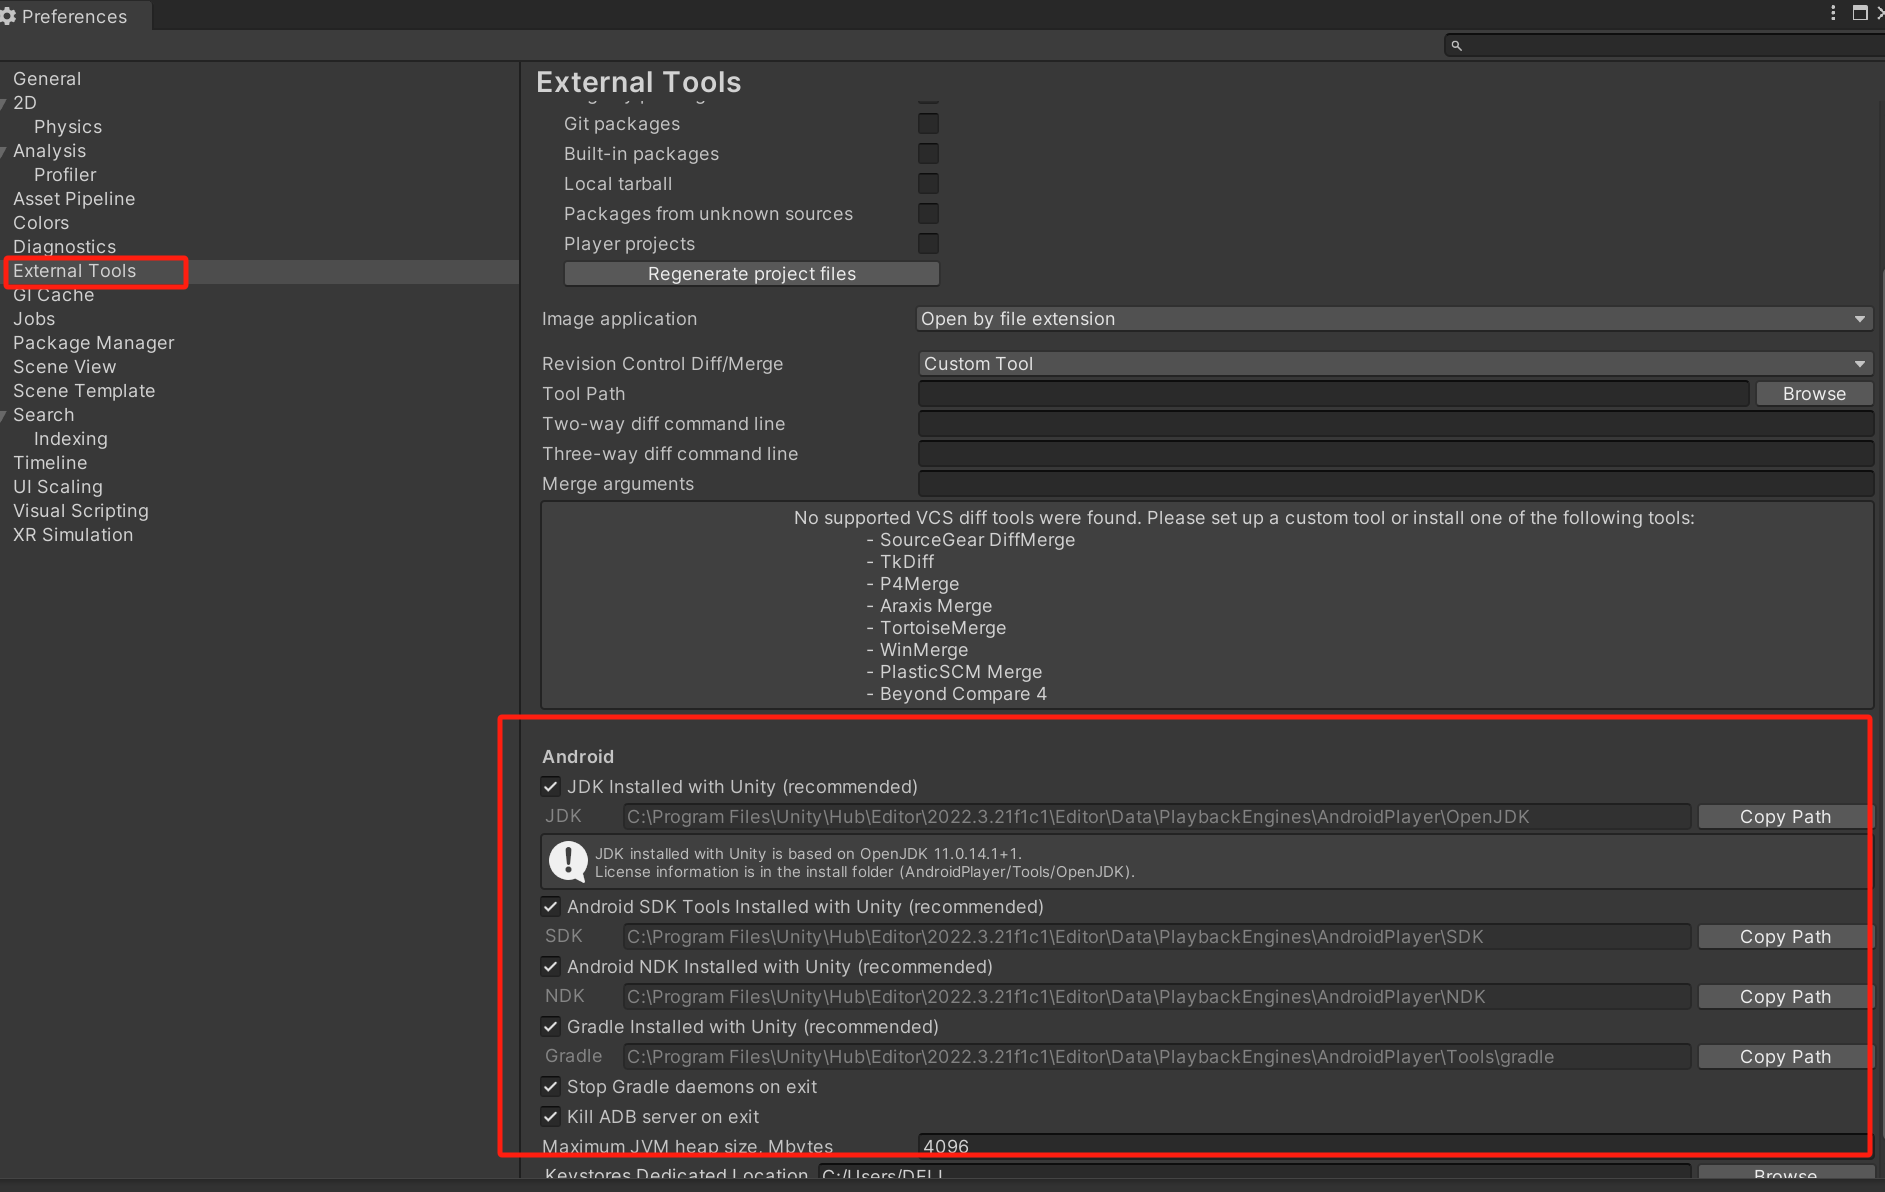 Preferences
General
2D
Physics
Analysis
Profiler
Asset Pipeline
Colors
Diagnostics
External Tools
GI Cache
Jobs
Package Manager
Scene View
Scene Template
Search
Indexing
Timeline
UI Scaling
Visual Scripting
XR Simulation
External Tools
Git packages
Built-in packages
Local tarball
Packages from unknown sources
Player projects
Regenerate project files
Image application Open by file extension
Revision Control Diff/Merge Custom Tool
Tool Path Browse
Two-way diff command line
Three-way diff command line
Merge arguments
No supported VCS diff tools were found. Please set up a custom tool or install one of the following tools:
- SourceGear DiffMerge
- TkDiff
- P4Merge
- Araxis Merge
- TortoiseMerge
- WinMerge
- PlasticSCM Merge
- Beyond Compare 4
Android
JDK Installed with Unity (recommended)
JDK C:\Program Files\Unity\Hub\Editor\2022.3.21f1c1\Editor\Data\PlaybackEngines\AndroidPlayer\OpenJDK Copy Path
JDK installed with Unity is based on OpenJDK 11.0.14.1+1.
License information is in the install folder (AndroidPlayer/Tools/OpenJDK).
Android SDK Tools Installed with Unity (recommended)
SDK C:\Program Files\Unity\Hub\Editor\2022.3.21f1c1\Editor\Data\PlaybackEngines\AndroidPlayer\SDK Copy Path
Android NDK Installed with Unity (recommended)
NDK C:\Program Files\Unity\Hub\Editor\2022.3.21f1c1\Editor\Data\PlaybackEngines\AndroidPlayer\NDK Copy Path
Gradle Installed with Unity (recommended)
Gradle C:\Program Files\Unity\Hub\Editor\2022.3.21f1c1\Editor\Data\PlaybackEngines\AndroidPlayer\Tools\gradle Copy Path
Stop Gradle daemons on exit
Kill ADB server on exit
Maximum JVM heap size, Mbytes 4096
Keystores Dedicated Location C:/Users/DELL Browse